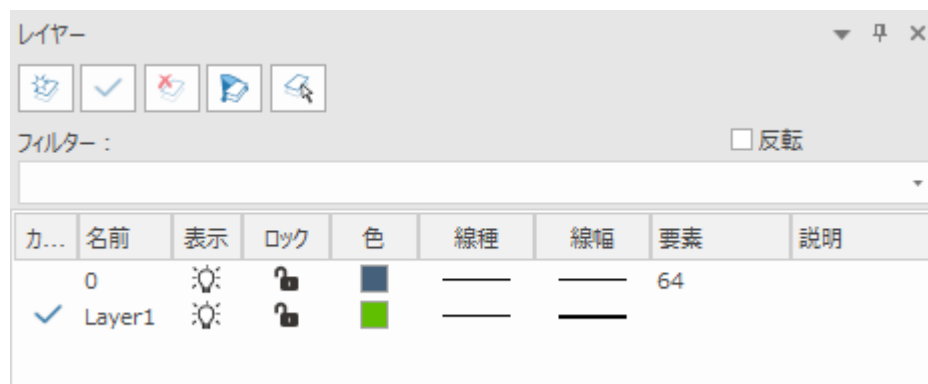 レイヤー
フィルター：
反転
カ... 名前 表示 ロック 色 線種 線幅 要素 説明
0 64
Layer1